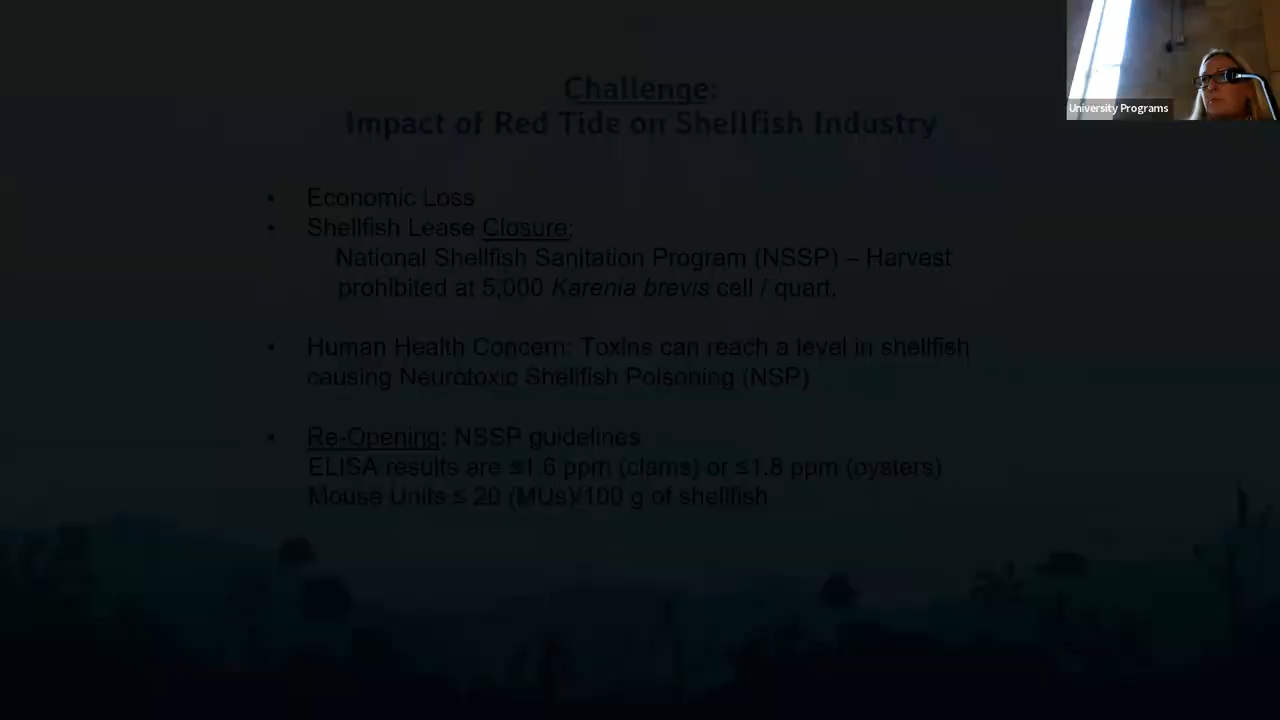 University Programs
Challenge:
Impact of Red Tide on Shellfish Industry
• Economic Loss
• Shellfish Lease Closure:
National Shellfish Sanitation Program (NSSP) – Harvest
prohibited at 5,000 Karenia brevis cell / quart.
• Human Health Concern: Toxins can reach a level in shellfish
causing Neurotoxic Shellfish Poisoning (NSP)
• Re-Opening: NSSP guidelines
ELISA results are ≤1.6 ppm (clams) or ≤1.8 ppm (oysters)
Mouse Units ≤ 20 (MUs)/100 g of shellfish